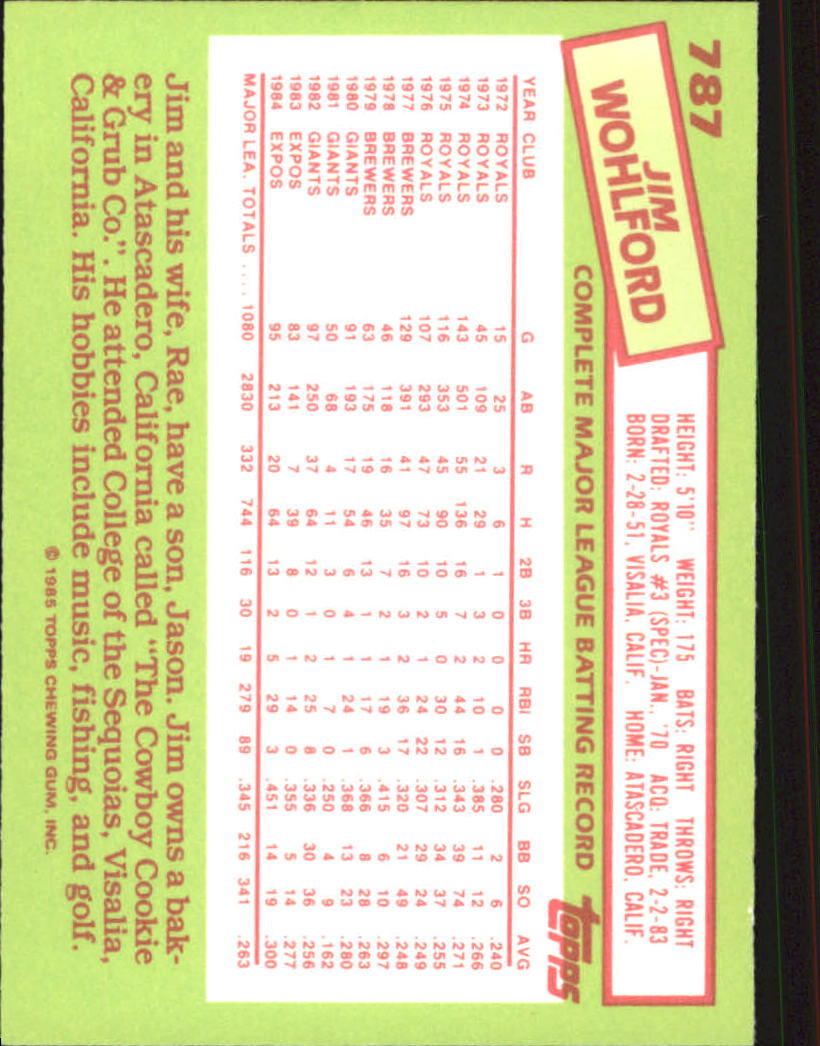 787
JIM
WOHLFORD
HEIGHT: 5'10" WEIGHT: 175 BATS: RIGHT THROWS: RIGHT
DRAFTED: ROYALS #3 (SPEC)-JAN., '70 ACQ: TRADE, 2-2-83
BORN: 2-28-51, VISALIA, CALIF. HOME: ATASCADERO, CALIF.
COMPLETE MAJOR LEAGUE BATTING RECORD topps
YEAR CLUB G AB R H 2B 3B HR RBI SB SLG BB SO AVG
1972 ROYALS 15 25 3 6 1 0 0 0 0 .280 2 6 .240
1973 ROYALS 45 109 21 29 1 3 2 10 1 .385 11 12 .266
1974 ROYALS 143 501 55 136 16 7 2 44 16 .343 39 74 .271
1975 ROYALS 116 353 45 90 10 5 0 30 12 .312 34 37 .255
1976 ROYALS 107 293 47 73 10 2 1 24 22 .307 29 24 .249
1977 BREWERS 129 391 41 97 16 3 2 36 17 .320 21 49 .248
1978 BREWERS 46 118 16 35 7 2 1 19 3 .415 6 10 .297
1979 BREWERS 63 175 19 46 13 1 1 17 6 .366 8 28 .263
1980 GIANTS 91 193 17 54 6 4 1 24 1 .368 13 23 .280
1981 GIANTS 50 68 4 11 3 0 1 7 0 .250 4 9 .162
1982 GIANTS 97 250 37 64 12 1 2 25 8 .336 30 36 .256
1983 EXPOS 83 141 7 39 8 0 1 14 0 .355 5 14 .277
1984 EXPOS 95 213 20 64 13 2 5 29 3 .451 14 19 .300
MAJOR LEA. TOTALS .... 1080 2830 332 744 116 30 19 279 89 .345 216 341 .263
Jim and his wife, Rae, have a son, Jason. Jim owns a bak-
ery in Atascadero, California called "The Cowboy Cookie
& Grub Co.". He attended College of the Sequoias, Visalia,
California. His hobbies include music, fishing, and golf.
© 1985 TOPPS CHEWING GUM, INC.